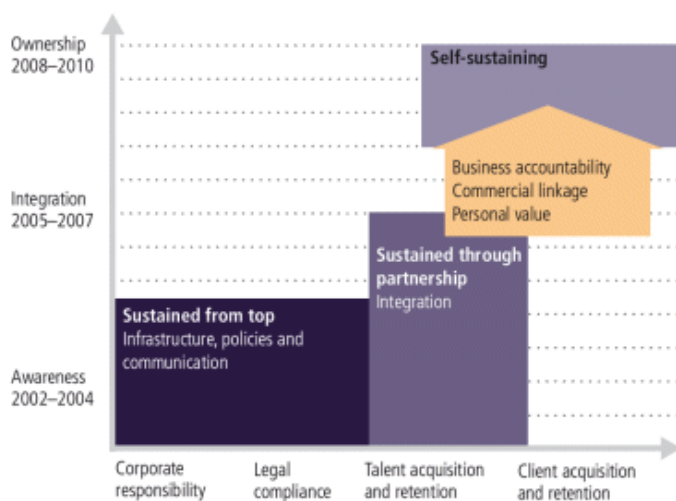 Ownership
2008–2010
Self-sustaining
Business accountability
Commercial linkage
Personal value
Integration
2005–2007
Sustained through
partnership
Integration
Sustained from top
Infrastructure, policies and
communication
Awareness
2002–2004
Corporate
responsibility
Legal
compliance
Talent acquisition
and retention
Client acquisition
and retention